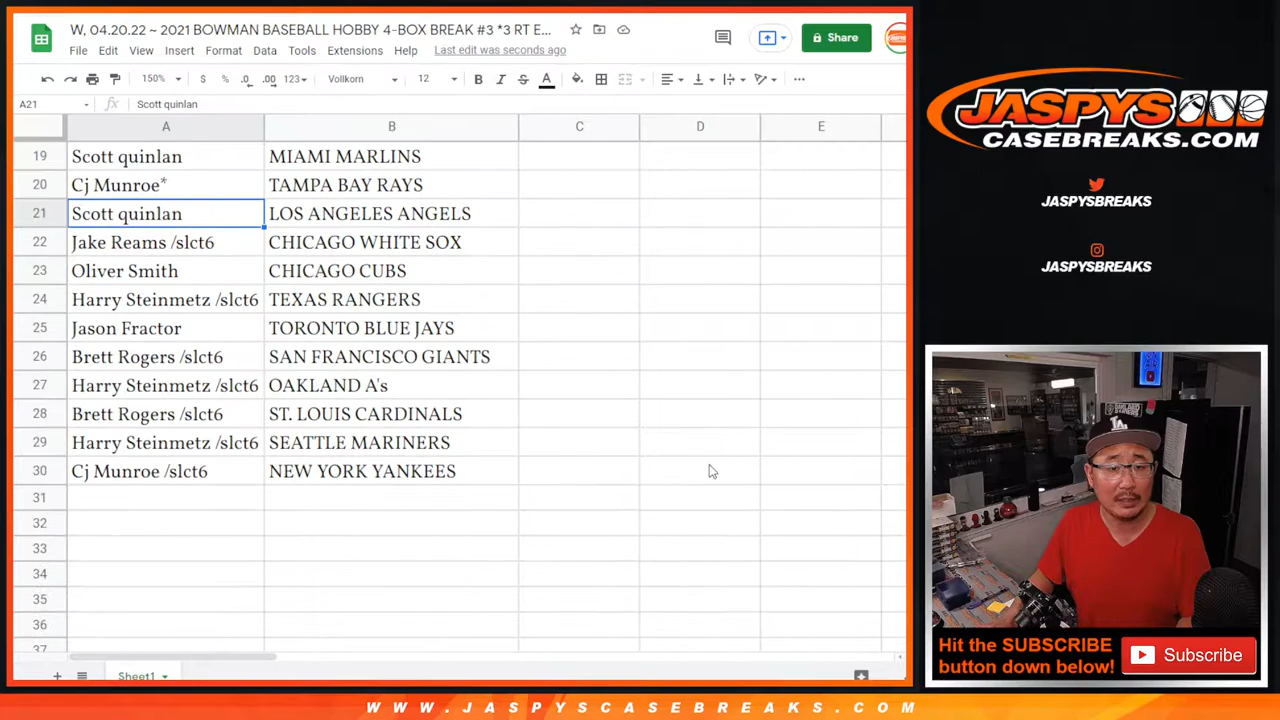 W, 04.20.22 ~ 2021 BOWMAN BASEBALL HOBBY 4-BOX BREAK #3 *3 RT E...
File Edit View Insert Format Data Tools Extensions Help Last edit was seconds ago
Share
150% $ % .0 .00 123 Vollkorn 12 B I S A
A21 fx Scott quinlan
A B C D E
19 Scott quinlan MIAMI MARLINS
20 Cj Munroe* TAMPA BAY RAYS
21 Scott quinlan LOS ANGELES ANGELS
22 Jake Reams /slct6 CHICAGO WHITE SOX
23 Oliver Smith CHICAGO CUBS
24 Harry Steinmetz /slct6 TEXAS RANGERS
25 Jason Fractor TORONTO BLUE JAYS
26 Brett Rogers /slct6 SAN FRANCISCO GIANTS
27 Harry Steinmetz /slct6 OAKLAND A's
28 Brett Rogers /slct6 ST. LOUIS CARDINALS
29 Harry Steinmetz /slct6 SEATTLE MARINERS
30 Cj Munroe /slct6 NEW YORK YANKEES
31
32
33
34
35
36
37
Sheet1
JASPYS
CASEBREAKS.COM
JASPYSBREAKS
JASPYSBREAKS
LA
Hit the SUBSCRIBE
button down below!
Subscribe
WWW.JASPYSCASEBREAKS.COM